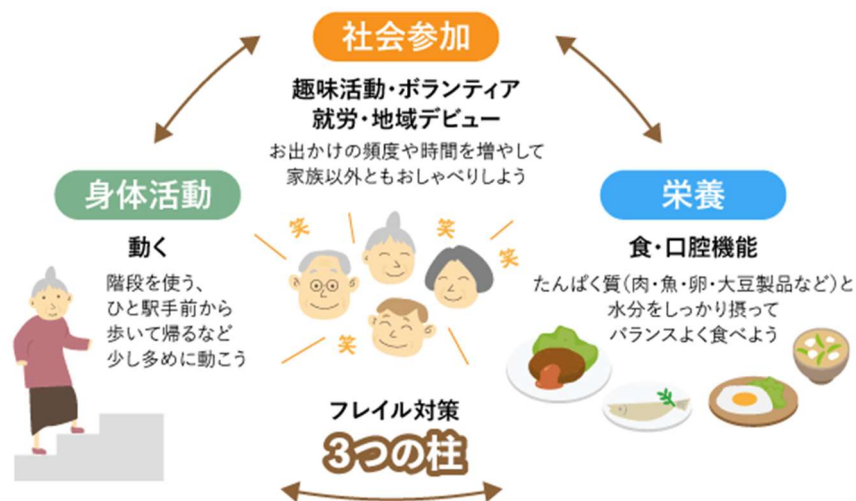 社会参加
趣味活動・ボランティア
就労・地域デビュー
お出かけの頻度や時間を増やして
家族以外ともおしゃべりしよう
身体活動
動く
階段を使う、
ひと駅手前から
歩いて帰るなど
少し多めに動こう
栄養
食・口腔機能
たんぱく質(肉・魚・卵・大豆製品など)と
水分をしっかり摂って
バランスよく食べよう
笑
笑
笑
笑
フレイル対策
3つの柱